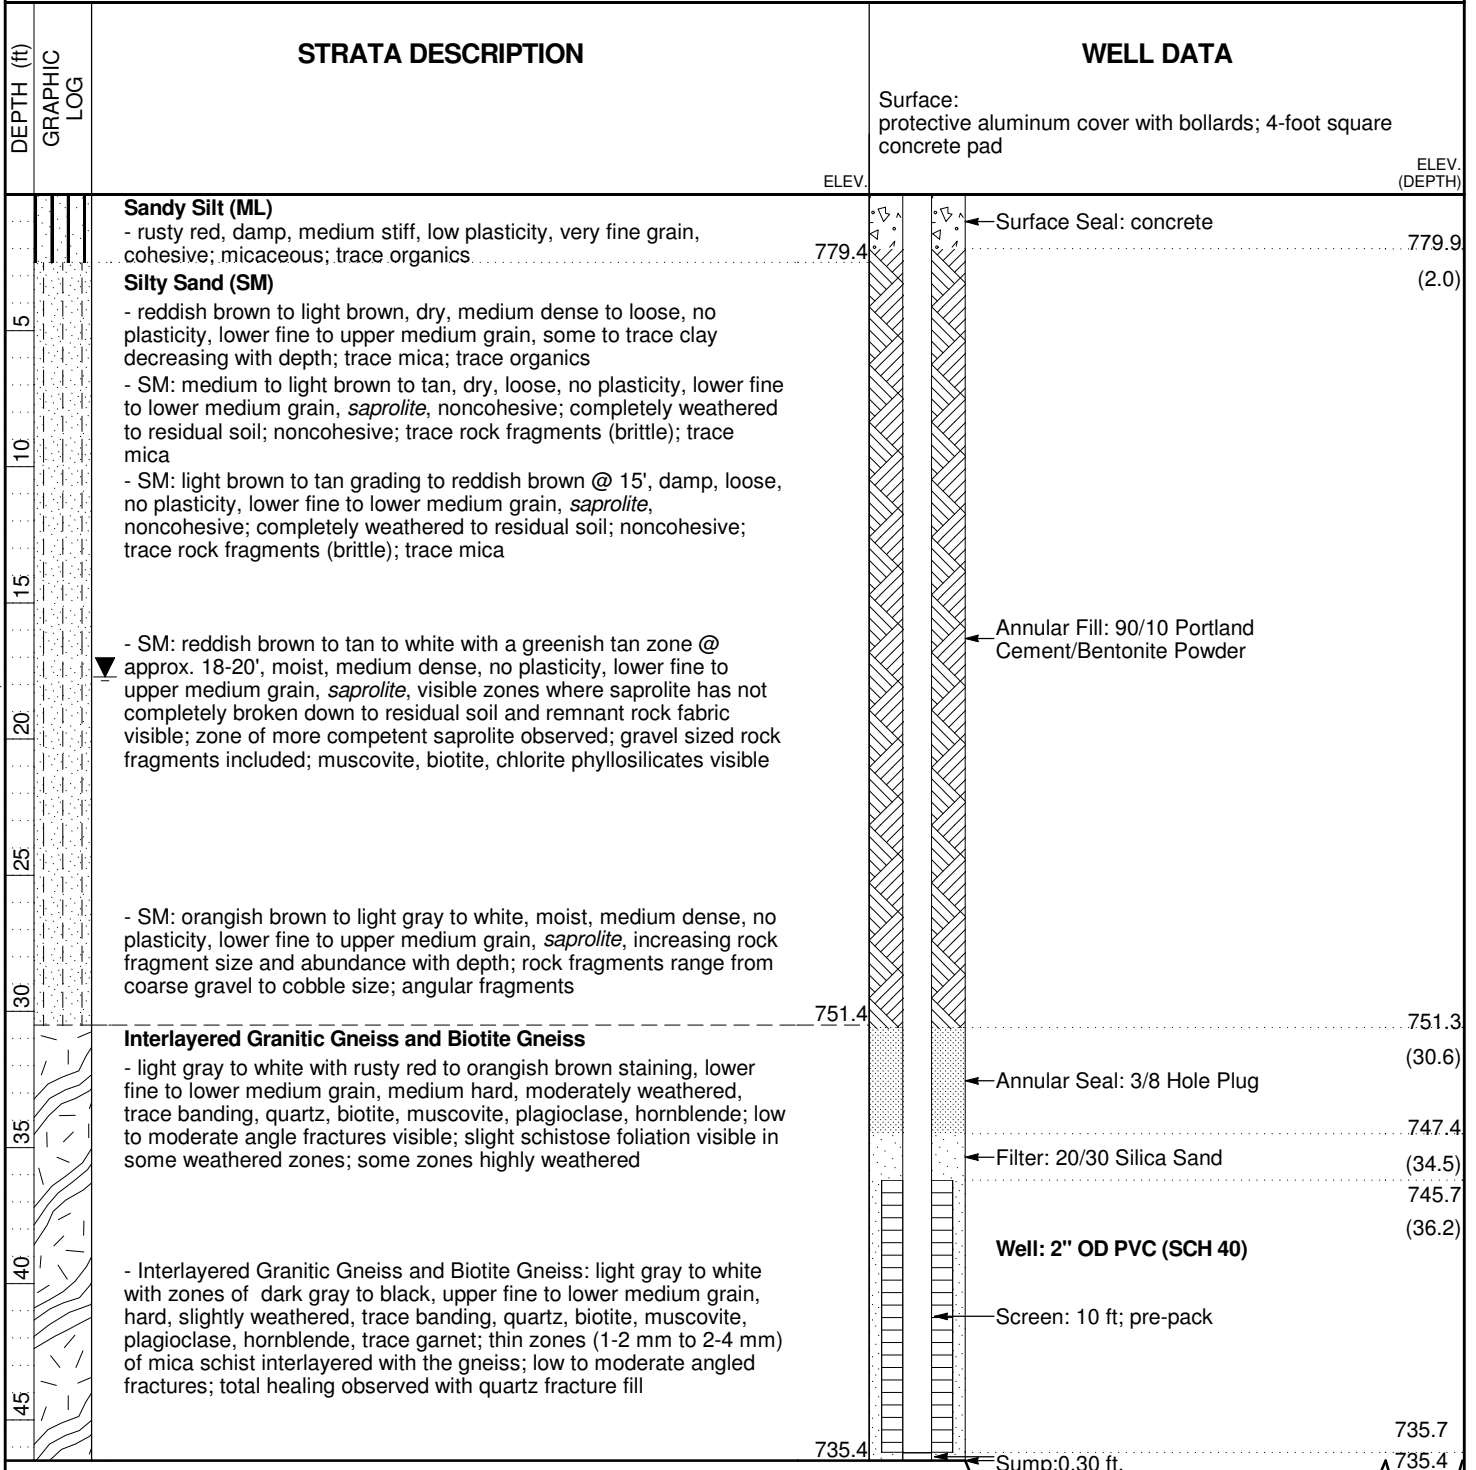 DEPTH (ft)
GRAPHIC
LOG
STRATA DESCRIPTION
ELEV.
WELL DATA
Surface:
protective aluminum cover with bollards; 4-foot square
concrete pad
ELEV.
(DEPTH)
Sandy Silt (ML)
- rusty red, damp, medium stiff, low plasticity, very fine grain,
cohesive; micaceous; trace organics
779.4
Surface Seal: concrete
779.9
(2.0)
Silty Sand (SM)
- reddish brown to light brown, dry, medium dense to loose, no
plasticity, lower fine to upper medium grain, some to trace clay
decreasing with depth; trace mica; trace organics
5
- SM: medium to light brown to tan, dry, loose, no plasticity, lower fine
to lower medium grain, saprolite, noncohesive; completely weathered
to residual soil; noncohesive; trace rock fragments (brittle); trace
mica
10
- SM: light brown to tan grading to reddish brown @ 15', damp, loose,
no plasticity, lower fine to lower medium grain, saprolite,
noncohesive; completely weathered to residual soil; noncohesive;
trace rock fragments (brittle); trace mica
15
- SM: reddish brown to tan to white with a greenish tan zone @
approx. 18-20', moist, medium dense, no plasticity, lower fine to
upper medium grain, saprolite, visible zones where saprolite has not
completely broken down to residual soil and remnant rock fabric
visible; zone of more competent saprolite observed; gravel sized rock
fragments included; muscovite, biotite, chlorite phyllosilicates visible
Annular Fill: 90/10 Portland
Cement/Bentonite Powder
20
25
- SM: orangish brown to light gray to white, moist, medium dense, no
plasticity, lower fine to upper medium grain, saprolite, increasing rock
fragment size and abundance with depth; rock fragments range from
coarse gravel to cobble size; angular fragments
30
751.4
751.3
(30.6)
Interlayered Granitic Gneiss and Biotite Gneiss
- light gray to white with rusty red to orangish brown staining, lower
fine to lower medium grain, medium hard, moderately weathered,
trace banding, quartz, biotite, muscovite, plagioclase, hornblende; low
to moderate angle fractures visible; slight schistose foliation visible in
some weathered zones; some zones highly weathered
Annular Seal: 3/8 Hole Plug
35
747.4
Filter: 20/30 Silica Sand
(34.5)
745.7
(36.2)
Well: 2" OD PVC (SCH 40)
40
- Interlayered Granitic Gneiss and Biotite Gneiss: light gray to white
with zones of dark gray to black, upper fine to lower medium grain,
hard, slightly weathered, trace banding, quartz, biotite, muscovite,
plagioclase, hornblende, trace garnet; thin zones (1-2 mm to 2-4 mm)
of mica schist interlayered with the gneiss; low to moderate angled
fractures; total healing observed with quartz fracture fill
Screen: 10 ft; pre-pack
45
735.4
735.7
Sump:0.30 ft.
735.4